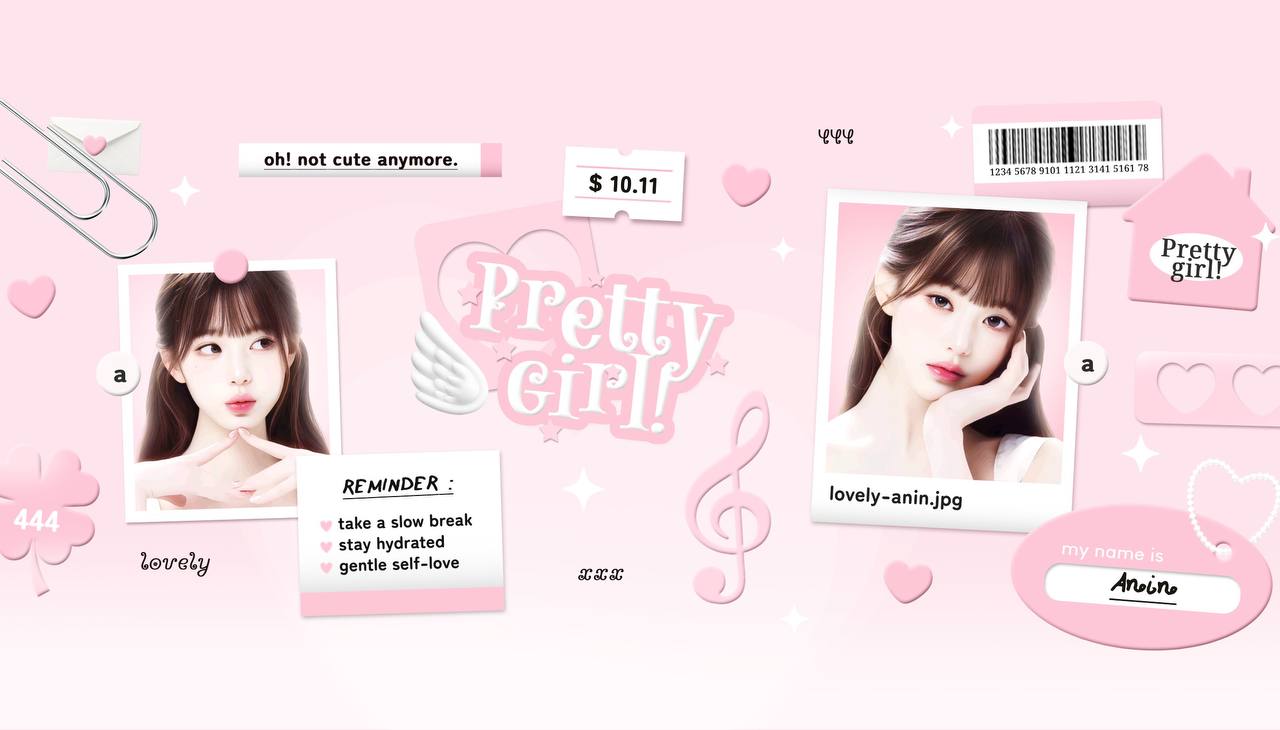 oh! not cute anymore.
$ 10.11
1234 5678 9101 1121 3141 5161 78
Pretty
girl!
Pretty
Girl!
a
a
444
REMINDER :
take a slow break
stay hydrated
gentle self-love
lovely
xxx
lovely-anin.jpg
my name is
Anin